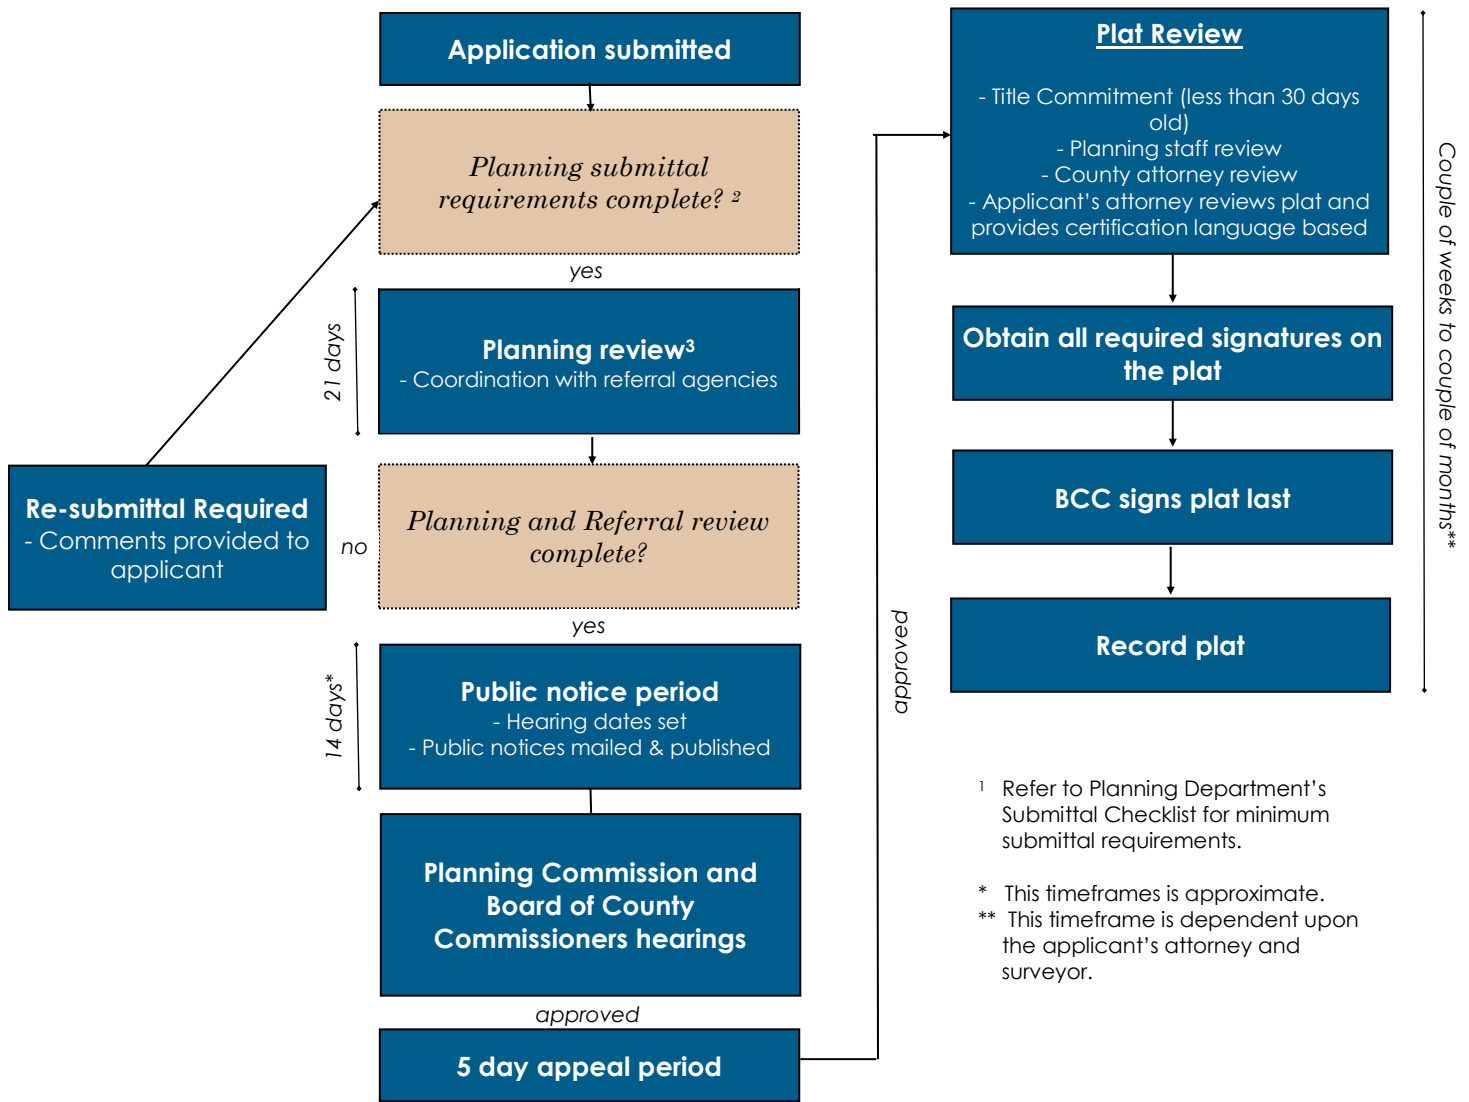 Application submitted
Planning submittal
requirements complete? ²
yes
21 days
Planning review³
- Coordination with referral agencies
Re-submittal Required
- Comments provided to
applicant
no
Planning and Referral review
complete?
yes
14 days*
Public notice period
- Hearing dates set
- Public notices mailed & published
Planning Commission and
Board of County
Commissioners hearings
approved
5 day appeal period
approved
Plat Review
- Title Commitment (less than 30 days
old)
- Planning staff review
- County attorney review
- Applicant’s attorney reviews plat and
provides certification language based
Obtain all required signatures on
the plat
BCC signs plat last
Record plat
Couple of weeks to couple of months**
¹ Refer to Planning Department’s
Submittal Checklist for minimum
submittal requirements.
* This timeframes is approximate.
** This timeframe is dependent upon
the applicant’s attorney and
surveyor.